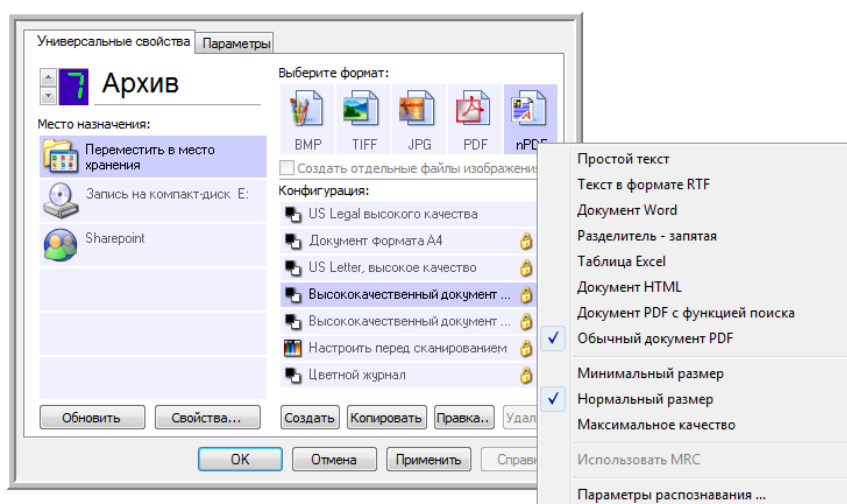 Универсальные свойства
Параметры
7
Архив
Место назначения:
Переместить в место
хранения
Запись на компакт-диск E:
Sharepoint
Обновить
Свойства...
Выберите формат:
BMP
TIFF
JPG
PDF
nPDF
Создать отдельные файлы изображени
Конфигурация:
US Legal высокого качества
Документ формата A4
US Letter, высокое качество
Высококачественный документ ...
Высококачественный документ ...
Настроить перед сканированием
Цветной журнал
Создать
Копировать
Правка..
Удал
OK
Отмена
Применить
Справк
Простой текст
Текст в формате RTF
Документ Word
Разделитель - запятая
Таблица Excel
Документ HTML
Документ PDF с функцией поиска
Обычный документ PDF
Минимальный размер
Нормальный размер
Максимальное качество
Использовать MRC
Параметры распознавания ...